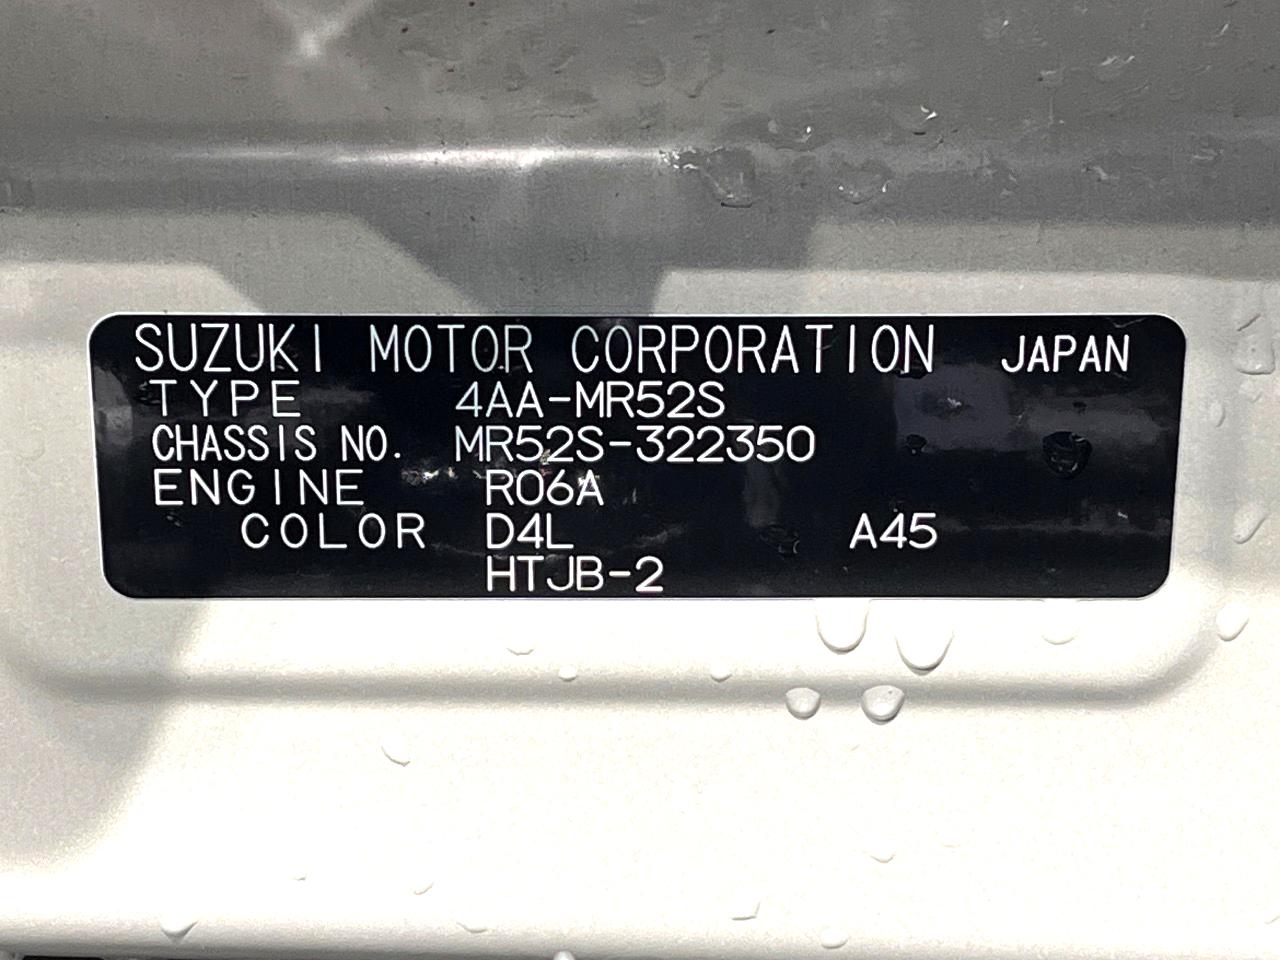 SUZUKI MOTOR CORPORATION JAPAN
TYPE 4AA-MR52S
CHASSIS NO. MR52S-322350
ENGINE R06A
COLOR D4L A45
HTJB-2